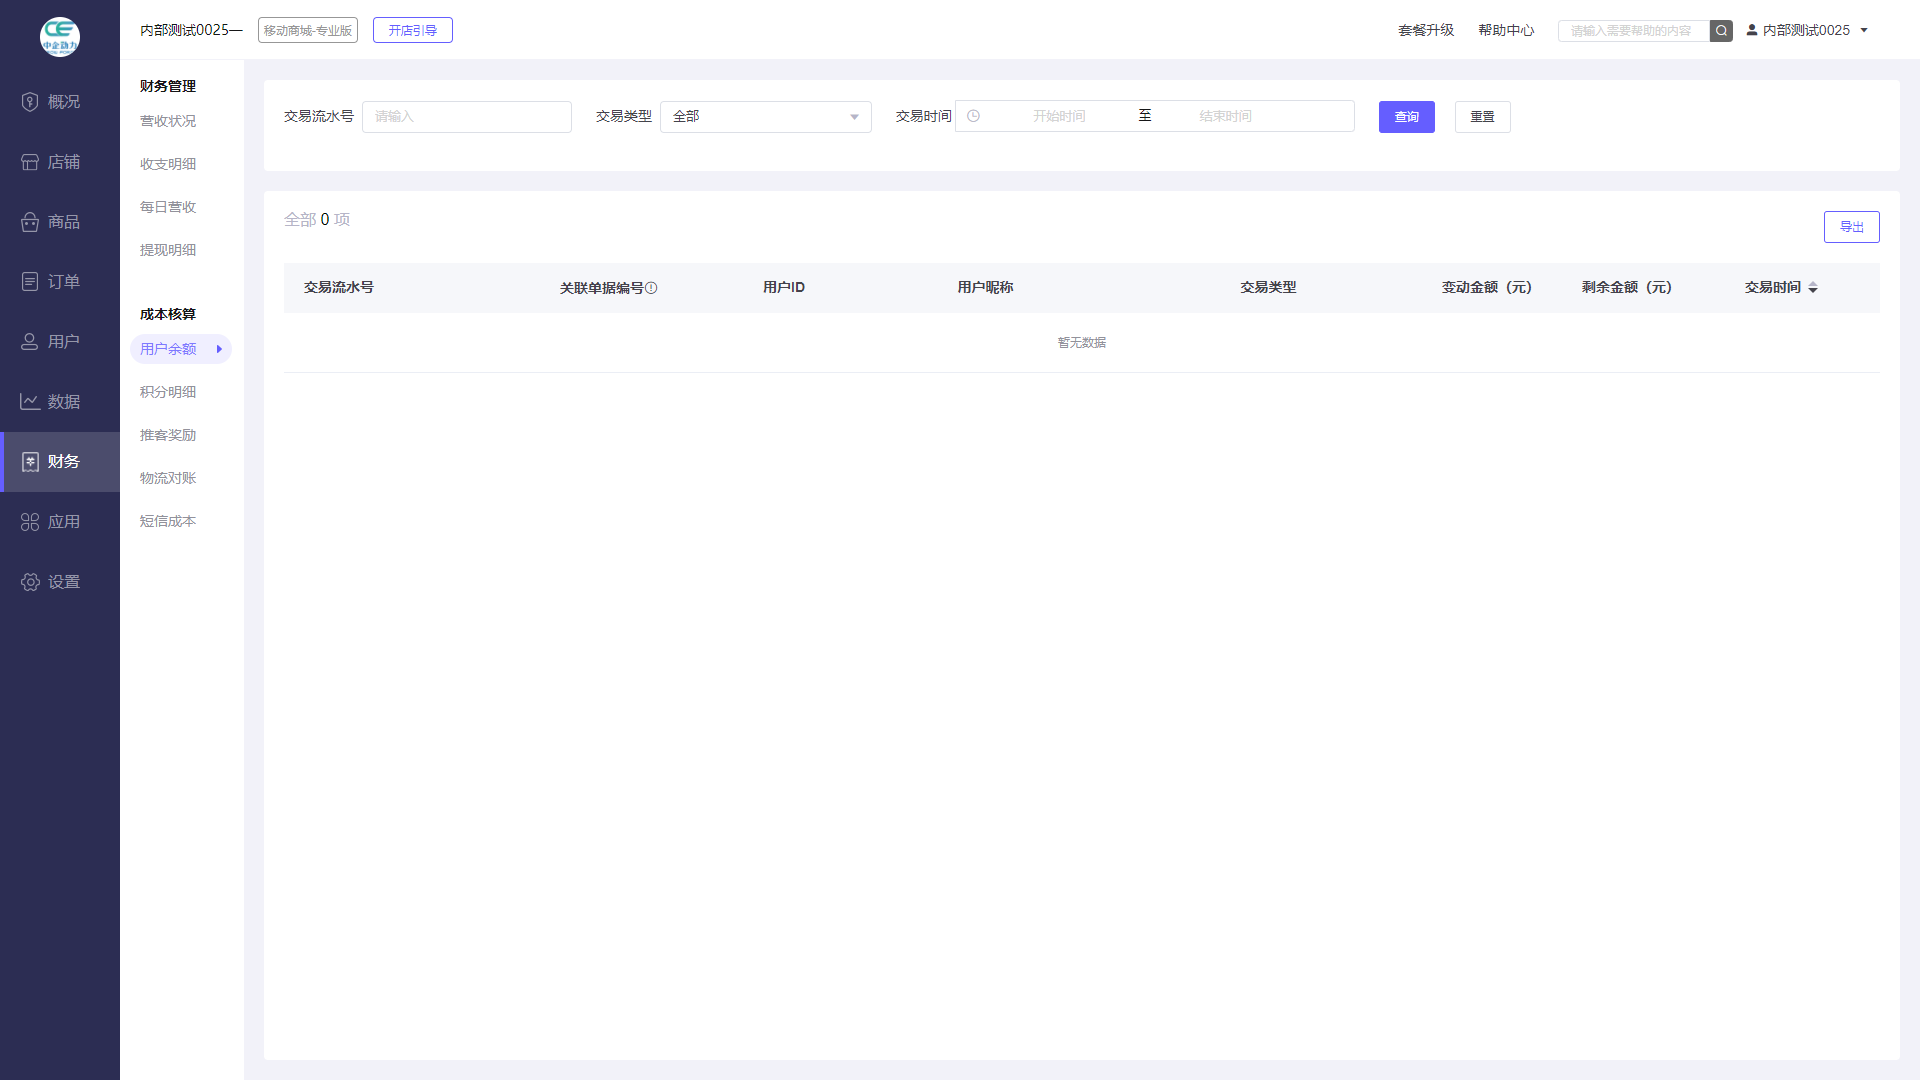 内部测试0025—
移动商城-专业版
开店引导
套餐升级
帮助中心
请输入需要帮助的内容
内部测试0025
中企动力
概况
店铺
商品
订单
用户
数据
财务
应用
设置
财务管理
营收状况
收支明细
每日营收
提现明细
成本核算
用户余额
积分明细
推客奖励
物流对账
短信成本
交易流水号 请输入
交易类型 全部
交易时间 开始时间 至 结束时间
查询
重置
全部 0 项
导出
交易流水号 关联单据编号 用户ID 用户昵称 交易类型 变动金额（元） 剩余金额（元） 交易时间
暂无数据